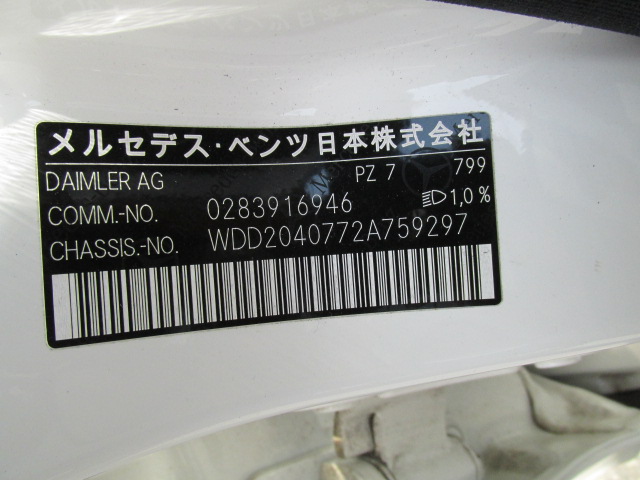 メルセデス・ベンツ日本株式会社
DAIMLER AG PZ 7 799
COMM.-NO. 0283916946 1,0 %
CHASSIS.-NO. WDD2040772A759297